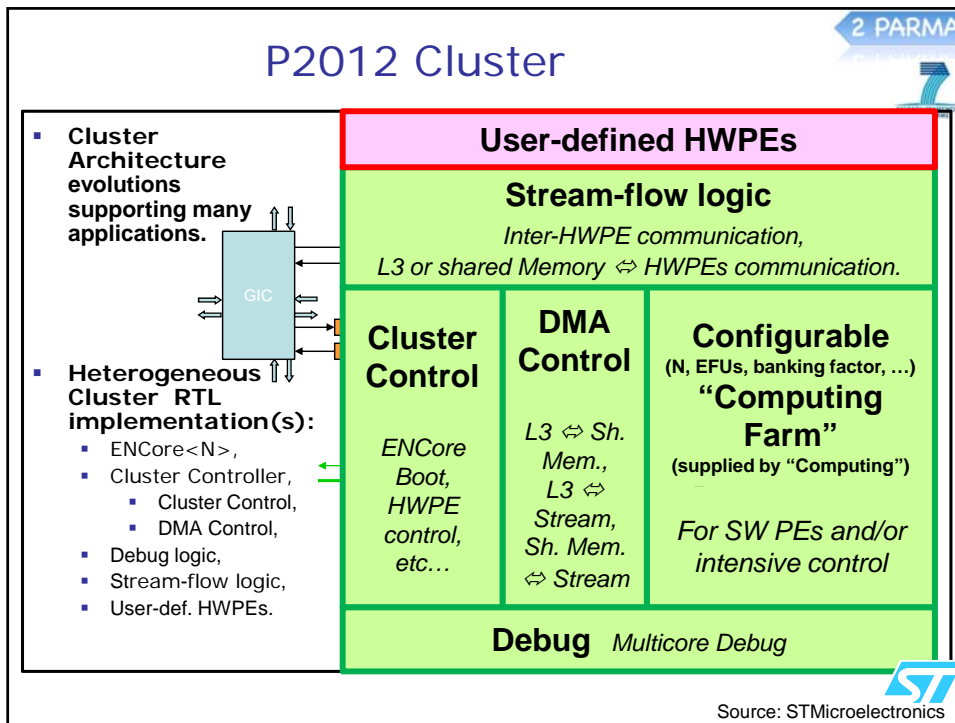 2 PARMA
P2012 Cluster
7
Cluster
Architecture
evolutions
supporting many
applications.
GIC
Heterogeneous
Cluster RTL
implementation(s):
ENCore<N>,
Cluster Controller,
Cluster Control,
DMA Control,
Debug logic,
Stream-flow logic,
User-def. HWPEs.
User-defined HWPEs
Stream-flow logic
Inter-HWPE communication,
L3 or shared Memory ⇔ HWPEs communication.
Cluster
Control
ENCore
Boot,
HWPE
control,
etc…
DMA
Control
L3 ⇔ Sh.
Mem.,
L3 ⇔
Stream,
Sh. Mem.
⇔ Stream
Configurable
(N, EFUs, banking factor, …)
“Computing
Farm”
(supplied by “Computing”)
For SW PEs and/or
intensive control
Debug Multicore Debug
ST
Source: STMicroelectronics